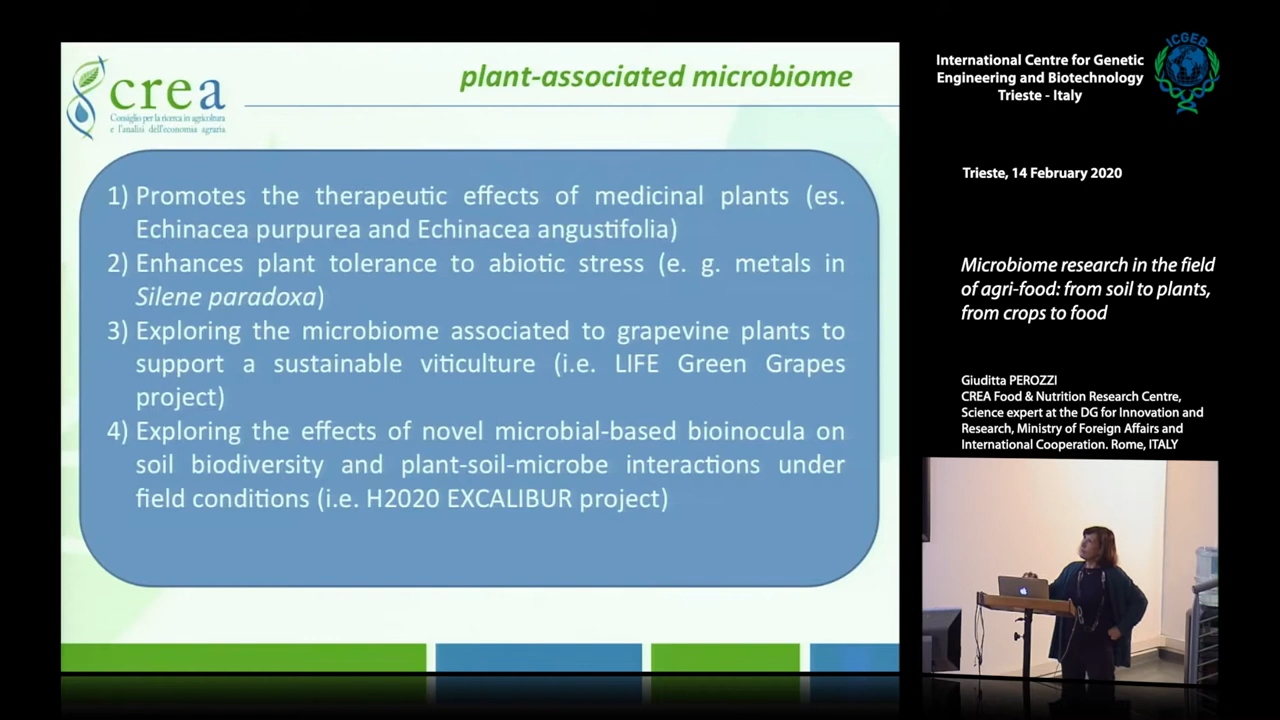 crea
Consiglio per la ricerca in agricoltura
e l'analisi dell'economia agraria
plant-associated microbiome
1) Promotes the therapeutic effects of medicinal plants (es.
Echinacea purpurea and Echinacea angustifolia)
2) Enhances plant tolerance to abiotic stress (e. g. metals in
Silene paradoxa)
3) Exploring the microbiome associated to grapevine plants to
support a sustainable viticulture (i.e. LIFE Green Grapes
project)
4) Exploring the effects of novel microbial-based bioinocula on
soil biodiversity and plant-soil-microbe interactions under
field conditions (i.e. H2020 EXCALIBUR project)
International Centre for Genetic
Engineering and Biotechnology
Trieste - Italy
ICGEB
Trieste, 14 February 2020
Microbiome research in the field
of agri-food: from soil to plants,
from crops to food
Giuditta PEROZZI
CREA Food & Nutrition Research Centre,
Science expert at the DG for Innovation and
Research, Ministry of Foreign Affairs and
International Cooperation. Rome, ITALY